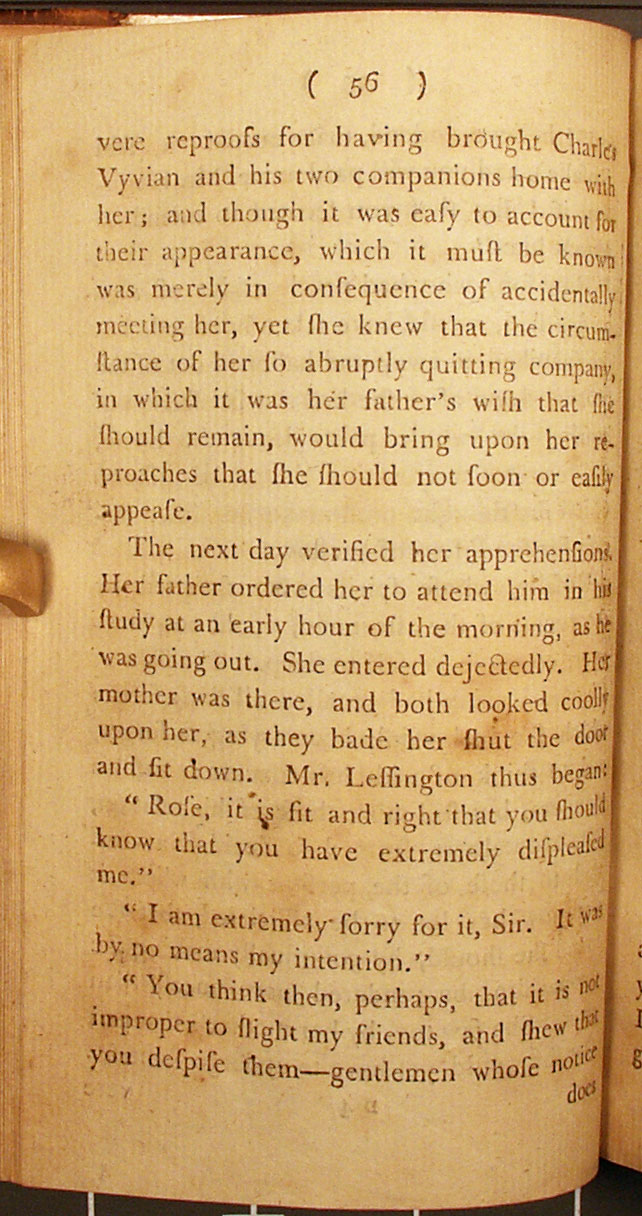 ( 56 )
vere reproofs for having brought Charles
Vyvian and his two companions home with
her; and though it was eaſy to account for
their appearance, which it muſt be known
was merely in conſequence of accidentally
meeting her, yet ſhe knew that the circum-
ſtance of her ſo abruptly quitting company,
in which it was her father's wiſh that ſhe
ſhould remain, would bring upon her re-
proaches that ſhe ſhould not ſoon or eaſily
appeaſe.
The next day verified her apprehenſions.
Her father ordered her to attend him in his
ſtudy at an early hour of the morning, as he
was going out. She entered dejectedly. Her
mother was there, and both looked coolly
upon her, as they bade her ſhut the door
and ſit down. Mr. Leſſington thus began:
“ Roſe, it is fit and right that you ſhould
know that you have extremely diſpleaſed
me.”
“ I am extremely ſorry for it, Sir. It was
by no means my intention.”
“ You think then, perhaps, that it is not
improper to ſlight my friends, and ſhew that
you deſpiſe them—gentlemen whoſe notice
does